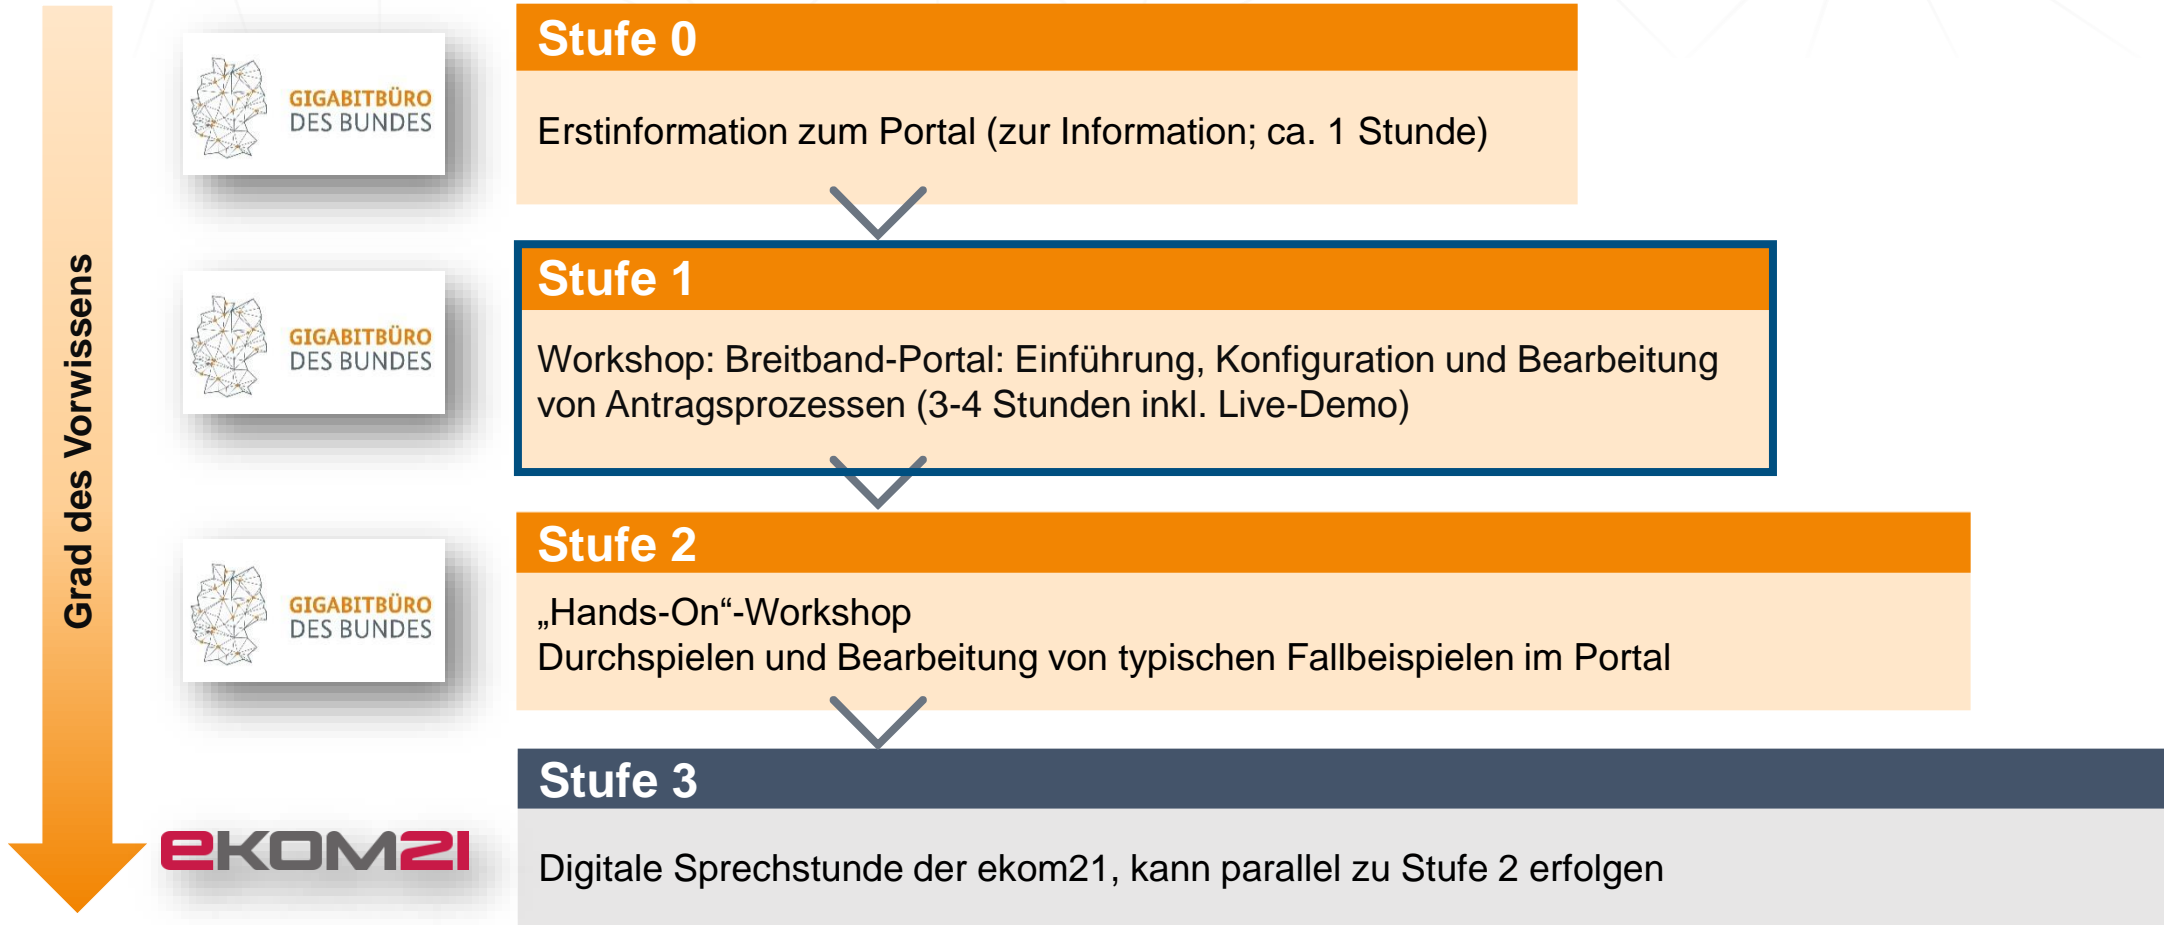 Grad des Vorwissens
GIGABITBÜRO
DES BUNDES
Stufe 0
Erstinformation zum Portal (zur Information; ca. 1 Stunde)
GIGABITBÜRO
DES BUNDES
Stufe 1
Workshop: Breitband-Portal: Einführung, Konfiguration und Bearbeitung
von Antragsprozessen (3-4 Stunden inkl. Live-Demo)
GIGABITBÜRO
DES BUNDES
Stufe 2
„Hands-On“-Workshop
Durchspielen und Bearbeitung von typischen Fallbeispielen im Portal
eKOM21
Stufe 3
Digitale Sprechstunde der ekom21, kann parallel zu Stufe 2 erfolgen